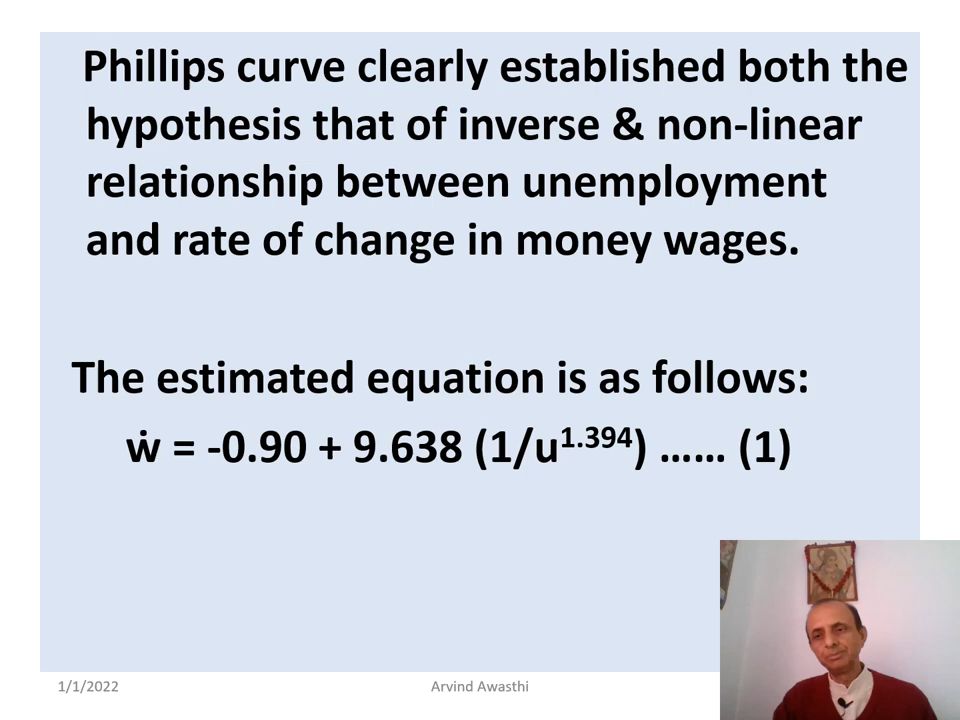 Phillips curve clearly established both the
hypothesis that of inverse & non-linear
relationship between unemployment
and rate of change in money wages.
The estimated equation is as follows:
ẇ = -0.90 + 9.638 (1/u^1.394) …… (1)
1/1/2022
Arvind Awasthi